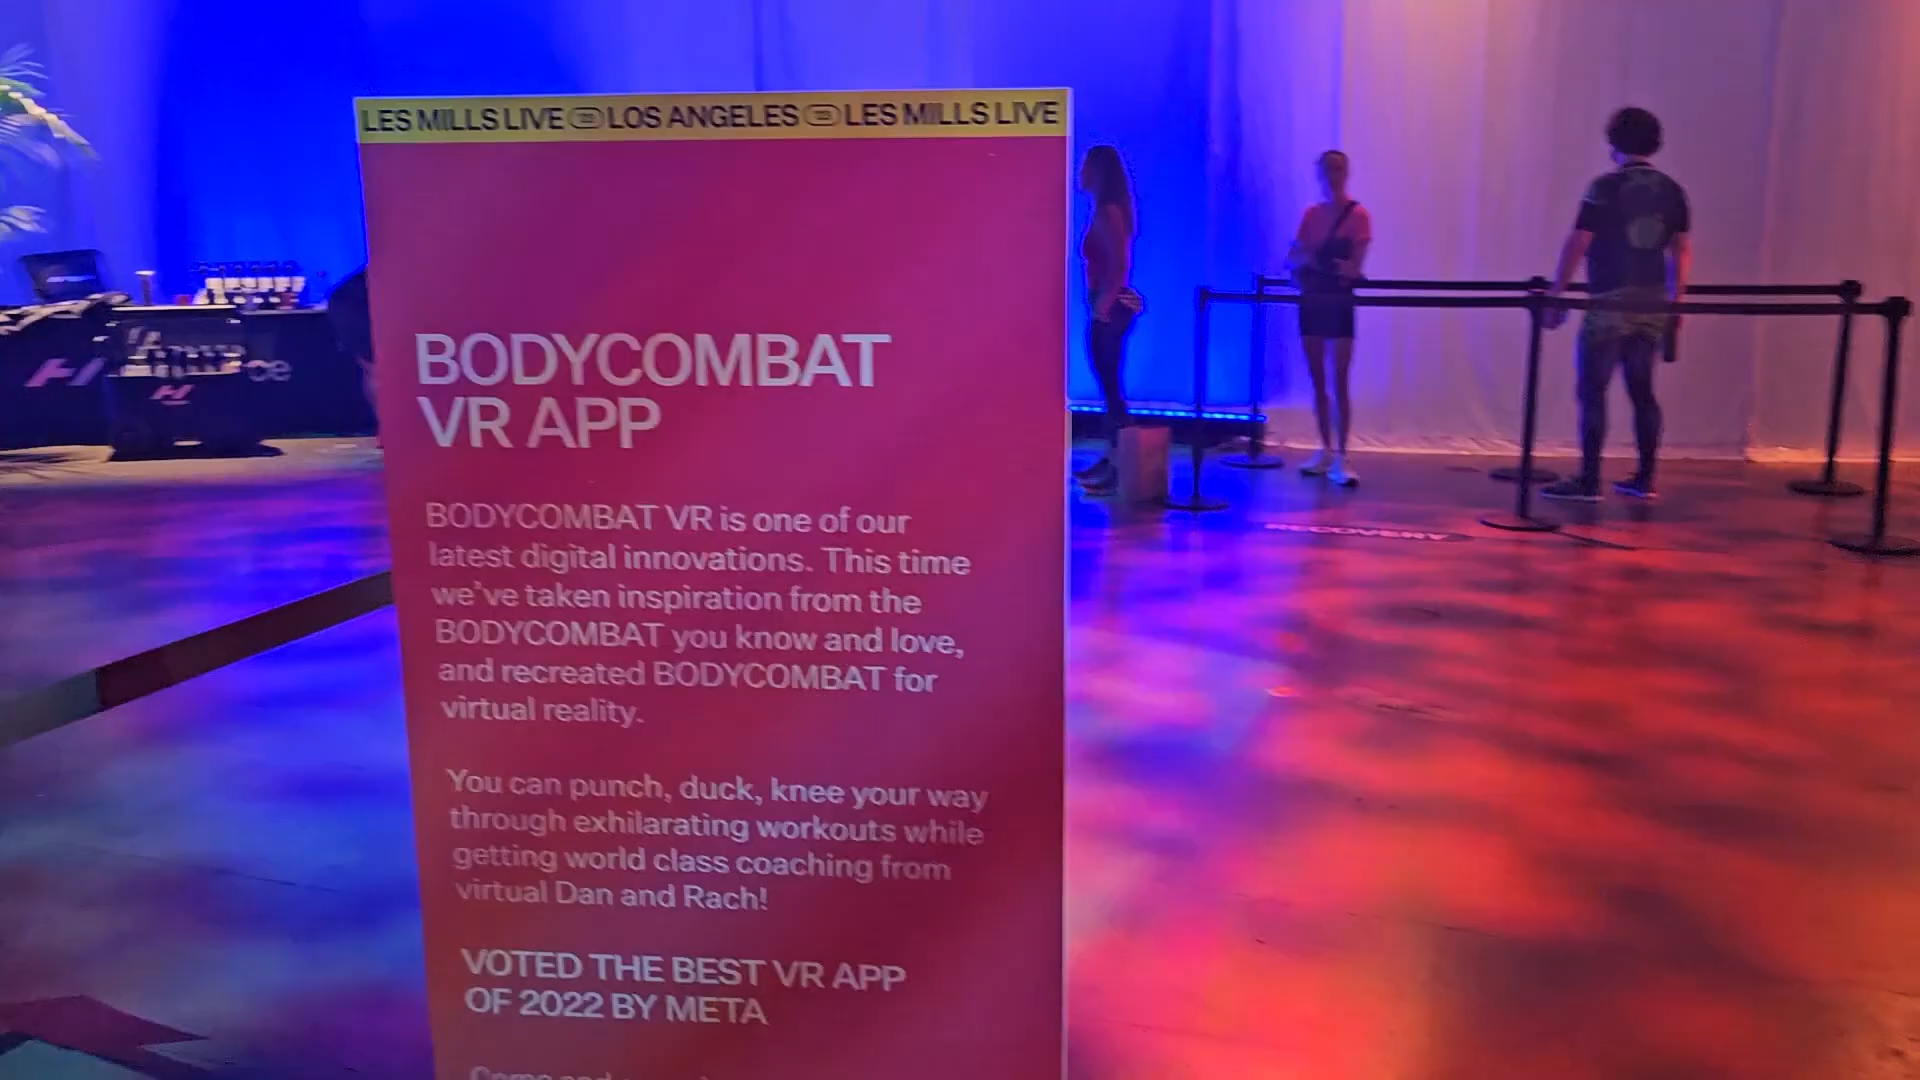 LES MILLS LIVE LOS ANGELES LES MILLS LIVE
BODYCOMBAT
VR APP
BODYCOMBAT VR is one of our
latest digital innovations. This time
we've taken inspiration from the
BODYCOMBAT you know and love,
and recreated BODYCOMBAT for
virtual reality.
You can punch, duck, knee your way
through exhilarating workouts while
getting world class coaching from
virtual Dan and Rach!
VOTED THE BEST VR APP
OF 2022 BY META
Come and
RECOVERY